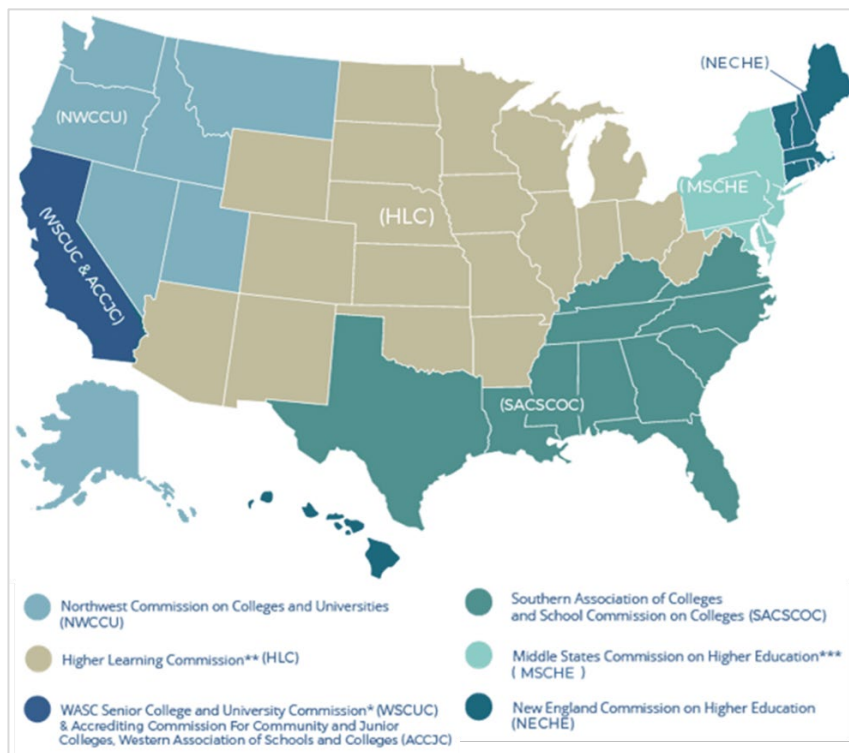 (NECHE)
(NWCCU)
(MSCHE )
(HLC)
(WSCUC & ACCJC)
(SACSCOC)
Northwest Commission on Colleges and Universities
(NWCCU)
Higher Learning Commission** (HLC)
WASC Senior College and University Commission* (WSCUC)
& Accrediting Commission For Community and Junior
Colleges, Western Association of Schools and Colleges (ACCJC)
Southern Association of Colleges
and School Commission on Colleges (SACSCOC)
Middle States Commission on Higher Education***
( MSCHE )
New England Commission on Higher Education
(NECHE)